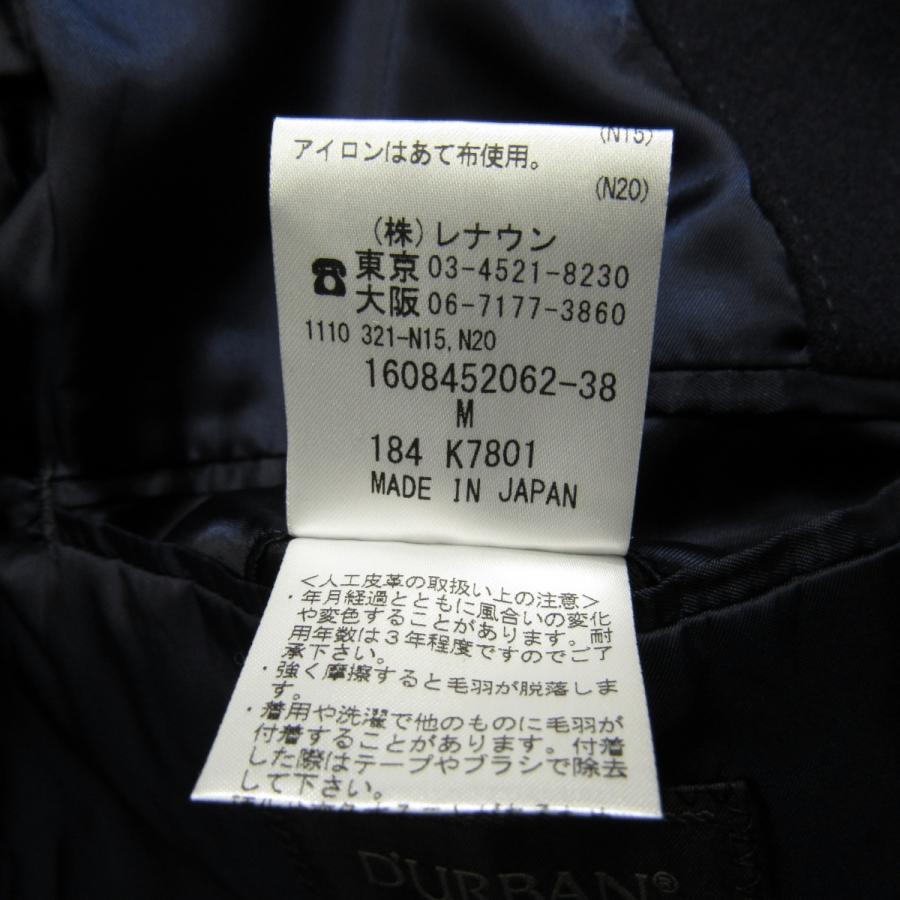 (N15)
アイロンはあて布使用。
(N20)
(株)レナウン
東京 03-4521-8230
大阪 06-7177-3860
1110 321-N15,N20
1608452062-38
M
184 K7801
MADE IN JAPAN
<人工皮革の取扱い上の注意>
・年月経過とともに風合いの変化
や変色することがあります。耐
用年数は3年程度ですのでご了
承下さい。
・強く摩擦すると毛羽が脱落しま
す。
・着用や洗濯で他のものに毛羽が
付着することがあります。付着
した際はテープやブラシで除去
して下さい。
D'URBAN®